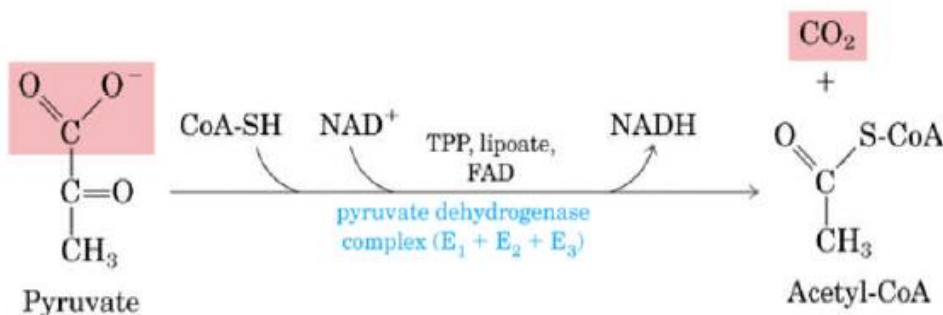 CO₂
+
O O⁻
C
C=O
CH₃
Pyruvate
CoA-SH NAD⁺
TPP, lipoate,
FAD
NADH
pyruvate dehydrogenase
complex (E₁ + E₂ + E₃)
O S-CoA
C
CH₃
Acetyl-CoA